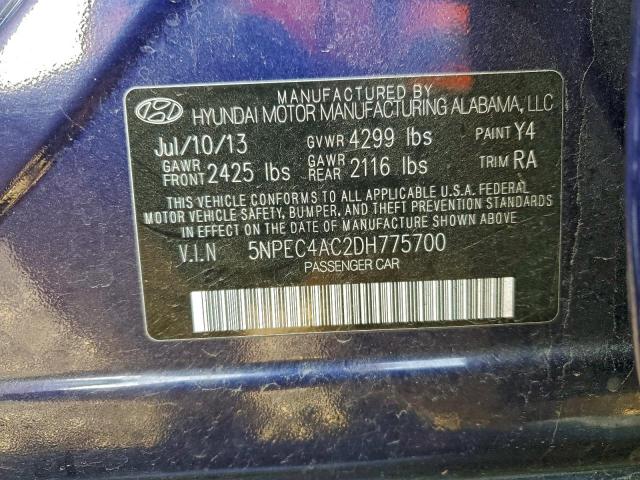 MANUFACTURED BY
HYUNDAI MOTOR MANUFACTURING ALABAMA, LLC
Jul/10/13 GVWR 4299 lbs PAINT Y4
GAWR FRONT 2425 lbs GAWR REAR 2116 lbs TRIM RA
THIS VEHICLE CONFORMS TO ALL APPLICABLE U.S.A. FEDERAL
MOTOR VEHICLE SAFETY, BUMPER, AND THEFT PREVENTION STANDARDS
IN EFFECT ON THE DATE OF MANUFACTURE SHOWN ABOVE.
V.I.N 5NPEC4AC2DH775700
PASSENGER CAR